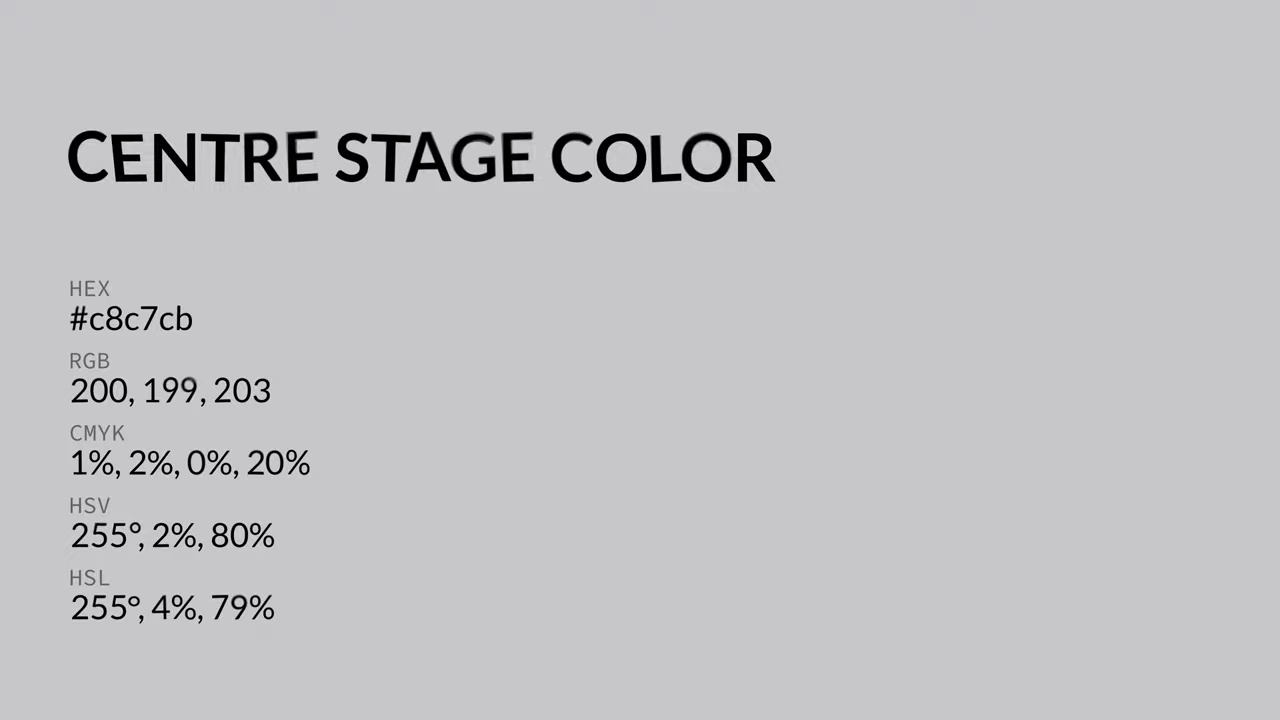 CENTRE STAGE COLOR
HEX
#c8c7cb
RGB
200, 199, 203
CMYK
1%, 2%, 0%, 20%
HSV
255°, 2%, 80%
HSL
255°, 4%, 79%